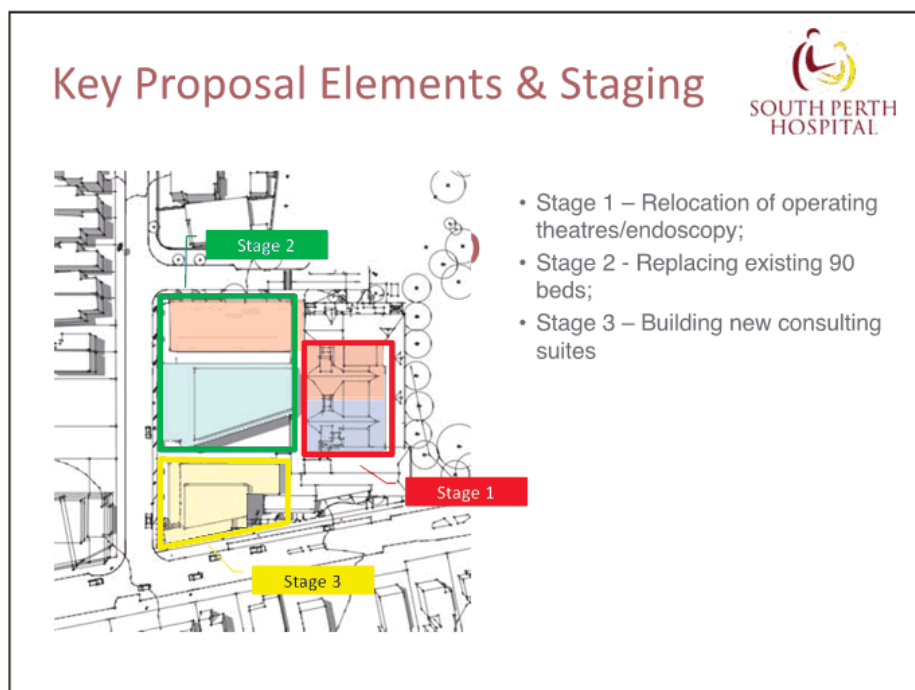 Key Proposal Elements & Staging
SOUTH PERTH
HOSPITAL
• Stage 1 – Relocation of operating
theatres/endoscopy;
• Stage 2 - Replacing existing 90
beds;
• Stage 3 – Building new consulting
suites
Stage 2
Stage 1
Stage 3